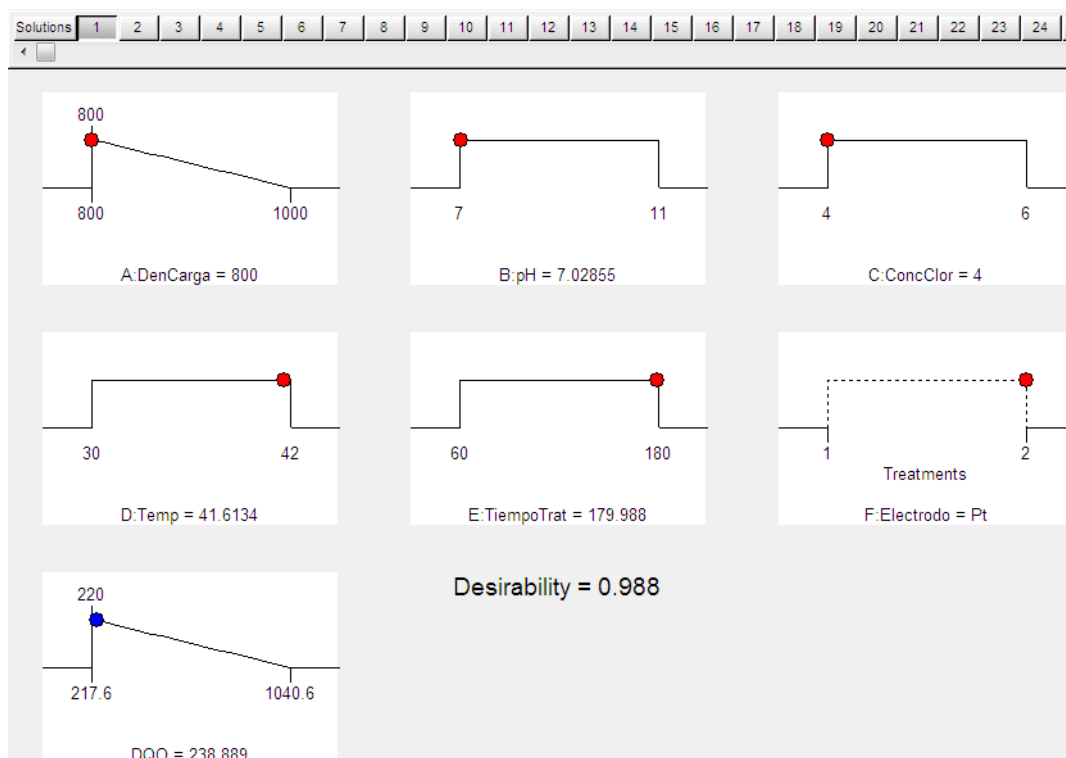 Solutions 1 2 3 4 5 6 7 8 9 10 11 12 13 14 15 16 17 18 19 20 21 22 23 24
800
800 1000
7 11
4 6
A:DenCarga = 800
B:pH = 7.02855
C:ConcClor = 4
30 42
60 180
1 2
Treatments
D:Temp = 41.6134
E:TiempoTrat = 179.988
F:Electrodo = Pt
220
Desirability = 0.988
217.6 1040.6
DQO = 238.889